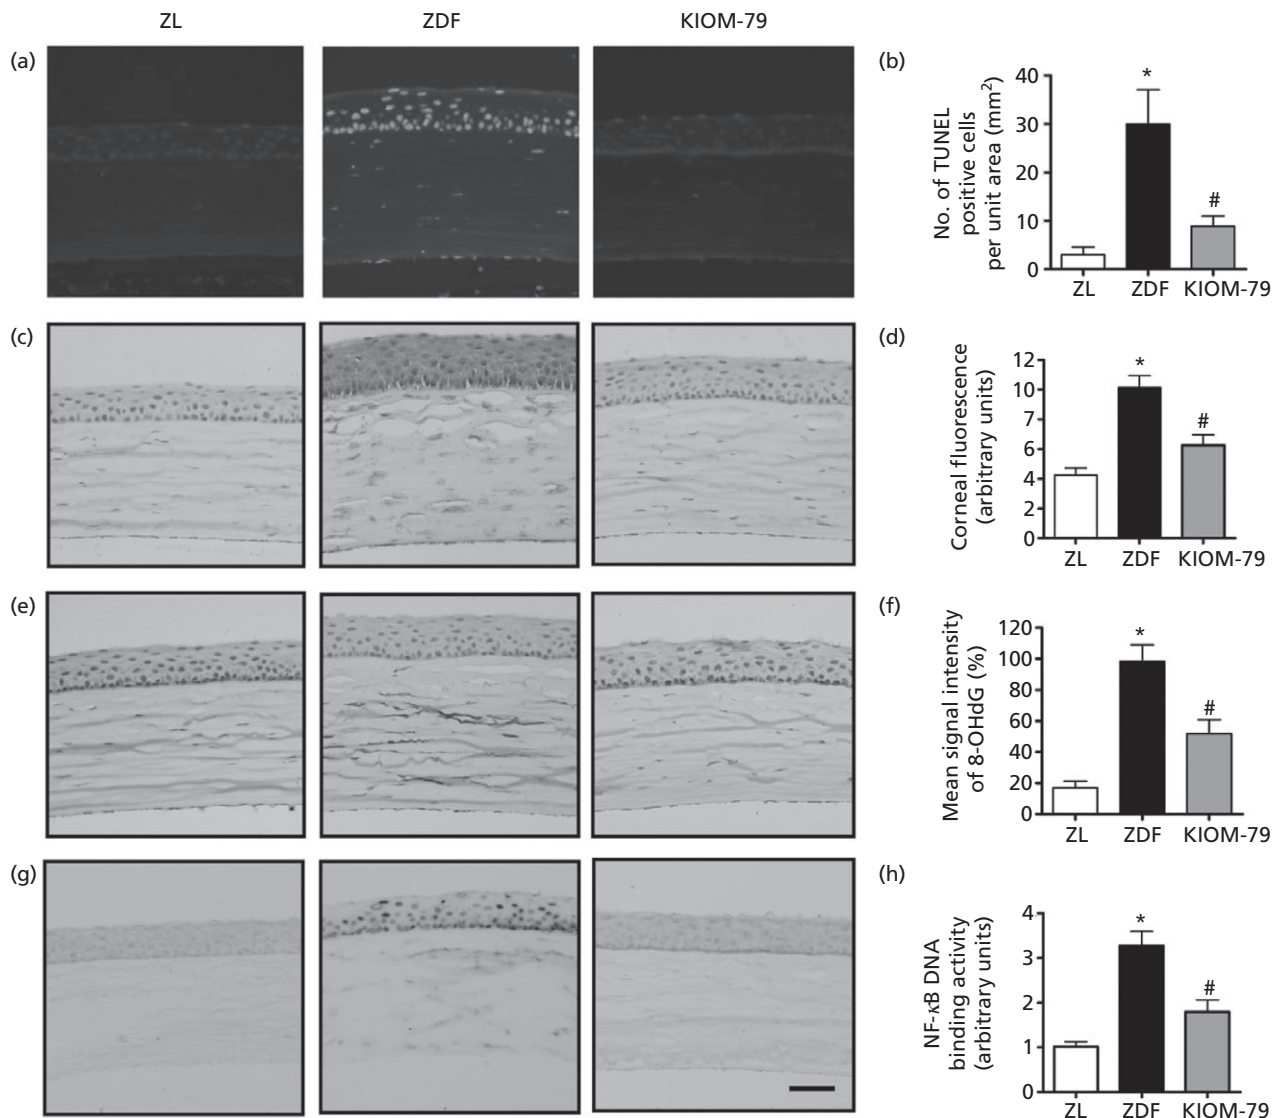 ZL ZDF KIOM-79
(a)
(b)
No. of TUNEL
positive cells
per unit area (mm²)
40
30
20
10
0
*
#
ZL ZDF KIOM-79
(c)
(d)
Corneal fluorescence
(arbitrary units)
12
10
7
6
4
2
0
*
#
ZL ZDF KIOM-79
(e)
(f)
Mean signal intensity
of 8-OHdG (%)
120
100
80
60
40
20
0
*
#
ZL ZDF KIOM-79
(g)
(h)
NF-κB DNA
binding activity
(arbitrary units)
4
3
2
1
0
*
#
ZL ZDF KIOM-79